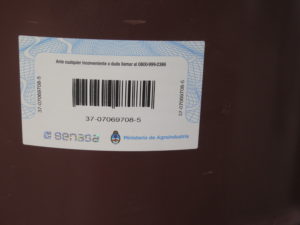 Ante cualquier inconveniente o duda llamar al 0800-999-2386
37-07069708-5
37-07069708-5
37-07069708-5
senasa
Ministerio de Agroindustria